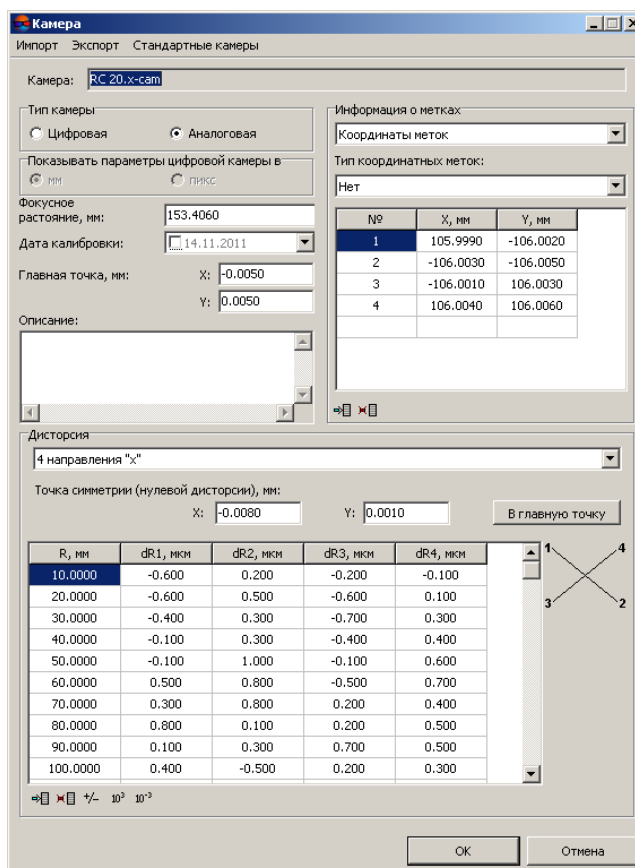 Камера
Импорт Экспорт Стандартные камеры
Камера: RC 20.x-cam
Тип камеры
Цифровая Аналоговая
Показывать параметры цифровой камеры в
мм пикс
Фокусное
растояние, мм: 153.4060
Дата калибровки: 14.11.2011
Главная точка, мм: X: -0.0050
Y: 0.0050
Описание:
Информация о метках
Координаты меток
Тип координатных меток:
Нет
№ X, мм Y, мм
1 105.9990 -106.0020
2 -106.0030 -106.0050
3 -106.0010 106.0030
4 106.0040 106.0060
Дисторсия
4 направления "x"
Точка симметрии (нулевой дисторсии), мм:
X: -0.0080 Y: 0.0010 В главную точку
R, мм dR1, мкм dR2, мкм dR3, мкм dR4, мкм
10.0000 -0.600 0.200 -0.200 -0.100
20.0000 -0.600 0.500 -0.600 0.100
30.0000 -0.400 0.300 -0.700 0.300
40.0000 -0.100 0.300 -0.400 0.400
50.0000 -0.100 1.000 -0.100 0.600
60.0000 0.500 0.800 -0.500 0.700
70.0000 0.300 0.800 0.200 0.400
80.0000 0.800 0.100 0.200 0.500
90.0000 0.100 0.300 0.700 0.500
100.0000 0.400 -0.500 0.200 0.300
1 4
3 2
+/- 10³ 10⁻³
OK Отмена